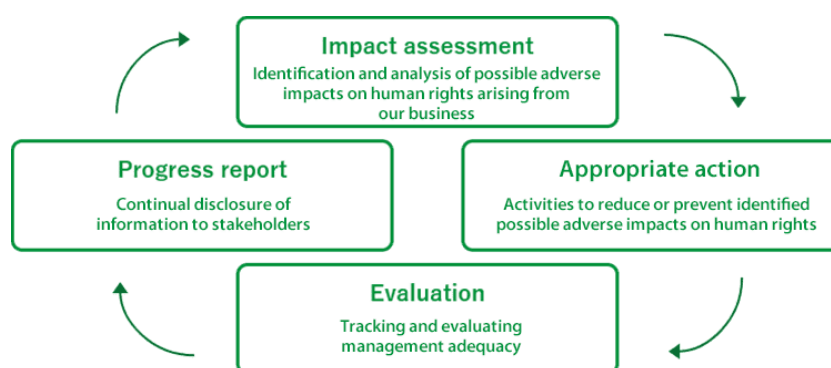 Impact assessment
Identification and analysis of possible adverse
impacts on human rights arising from
our business
Progress report
Continual disclosure of
information to stakeholders
Appropriate action
Activities to reduce or prevent identified
possible adverse impacts on human rights
Evaluation
Tracking and evaluating
management adequacy